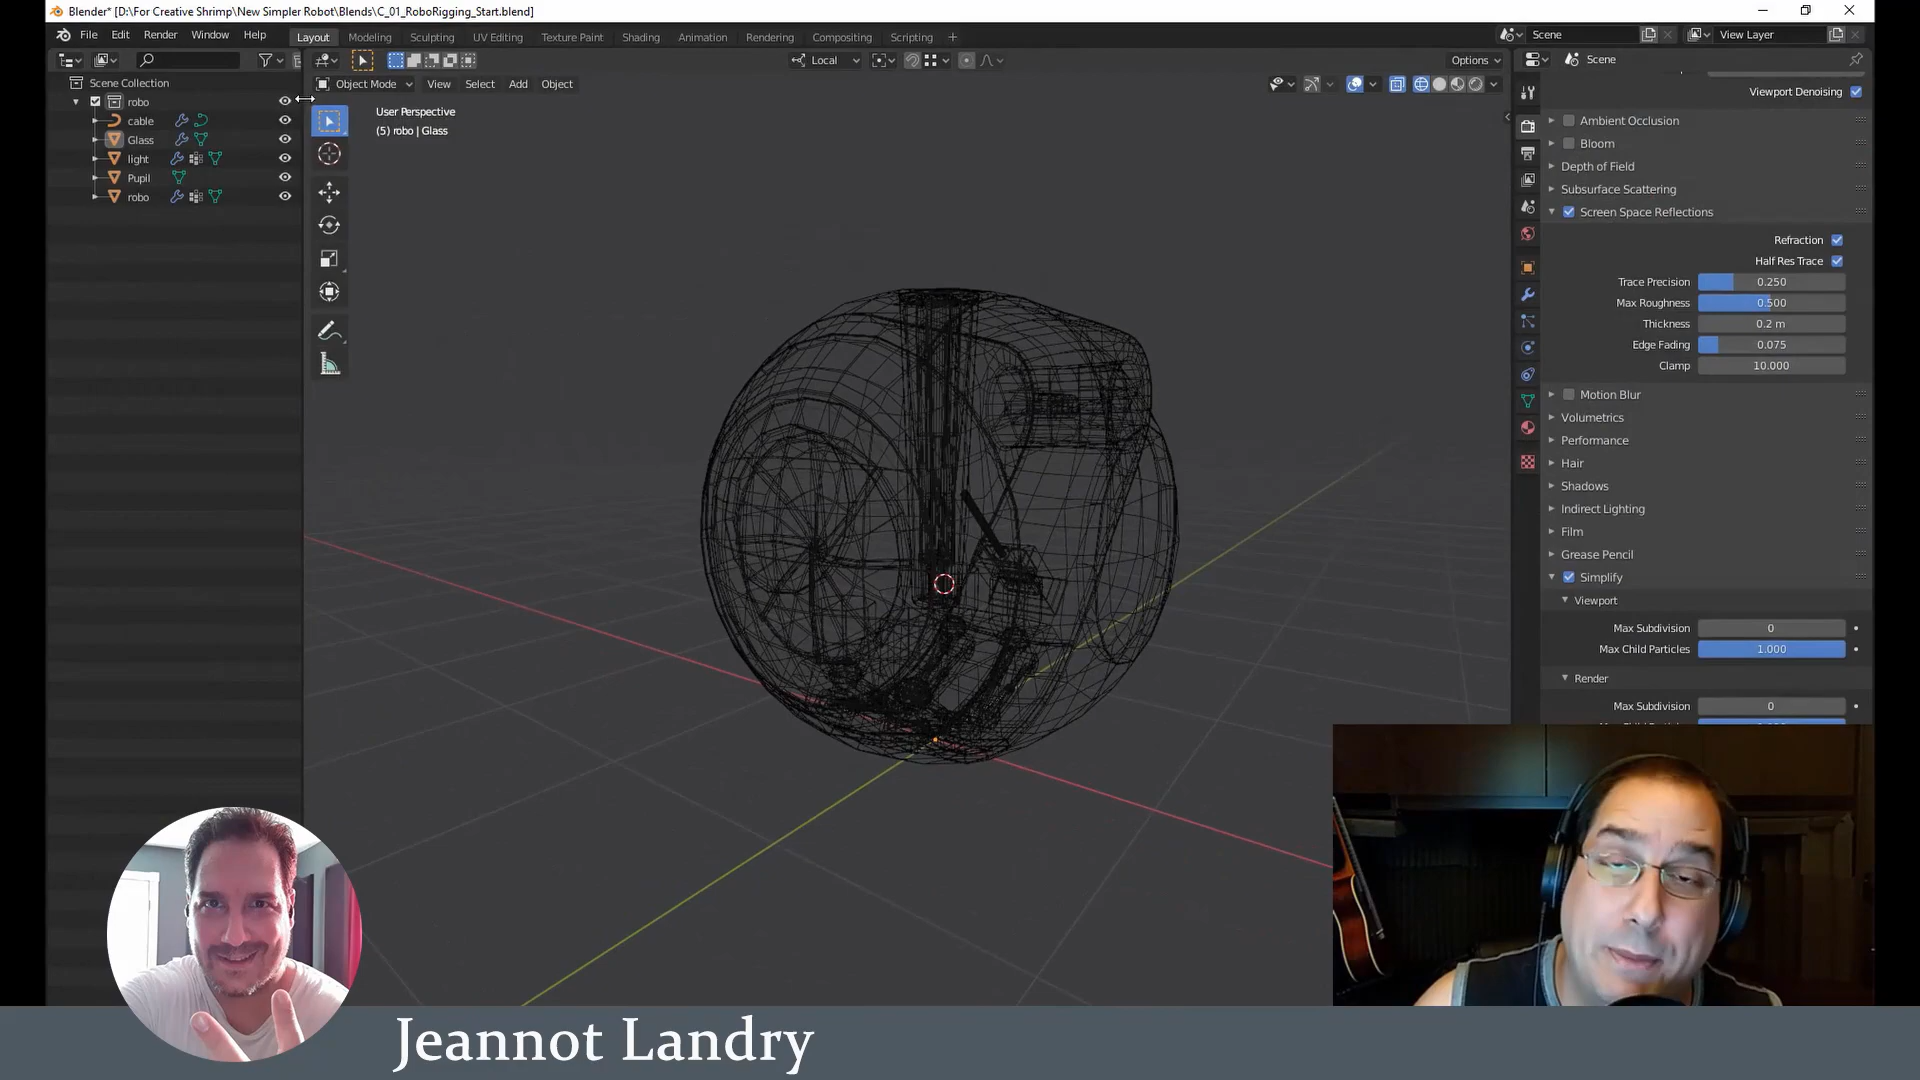 Blender* [D:\For Creative Shrimp\New Simpler Robot\Blends\C_01_RoboRigging_Start.blend]
File Edit Render Window Help
Layout Modeling Sculpting UV Editing Texture Paint Shading Animation Rendering Compositing Scripting +
Scene
View Layer
Local
Options
Scene
Scene Collection
Object Mode View Select Add Object
robo
cable
Glass
light
Pupil
robo
User Perspective
(5) robo | Glass
Viewport Denoising
Ambient Occlusion
Bloom
Depth of Field
Subsurface Scattering
Screen Space Reflections
Refraction
Half Res Trace
Trace Precision 0.250
Max Roughness 0.500
Thickness 0.2 m
Edge Fading 0.075
Clamp 10.000
Motion Blur
Volumetrics
Performance
Hair
Shadows
Indirect Lighting
Film
Grease Pencil
Simplify
Viewport
Max Subdivision 0
Max Child Particles 1.000
Render
Max Subdivision 0
Jeannot Landry